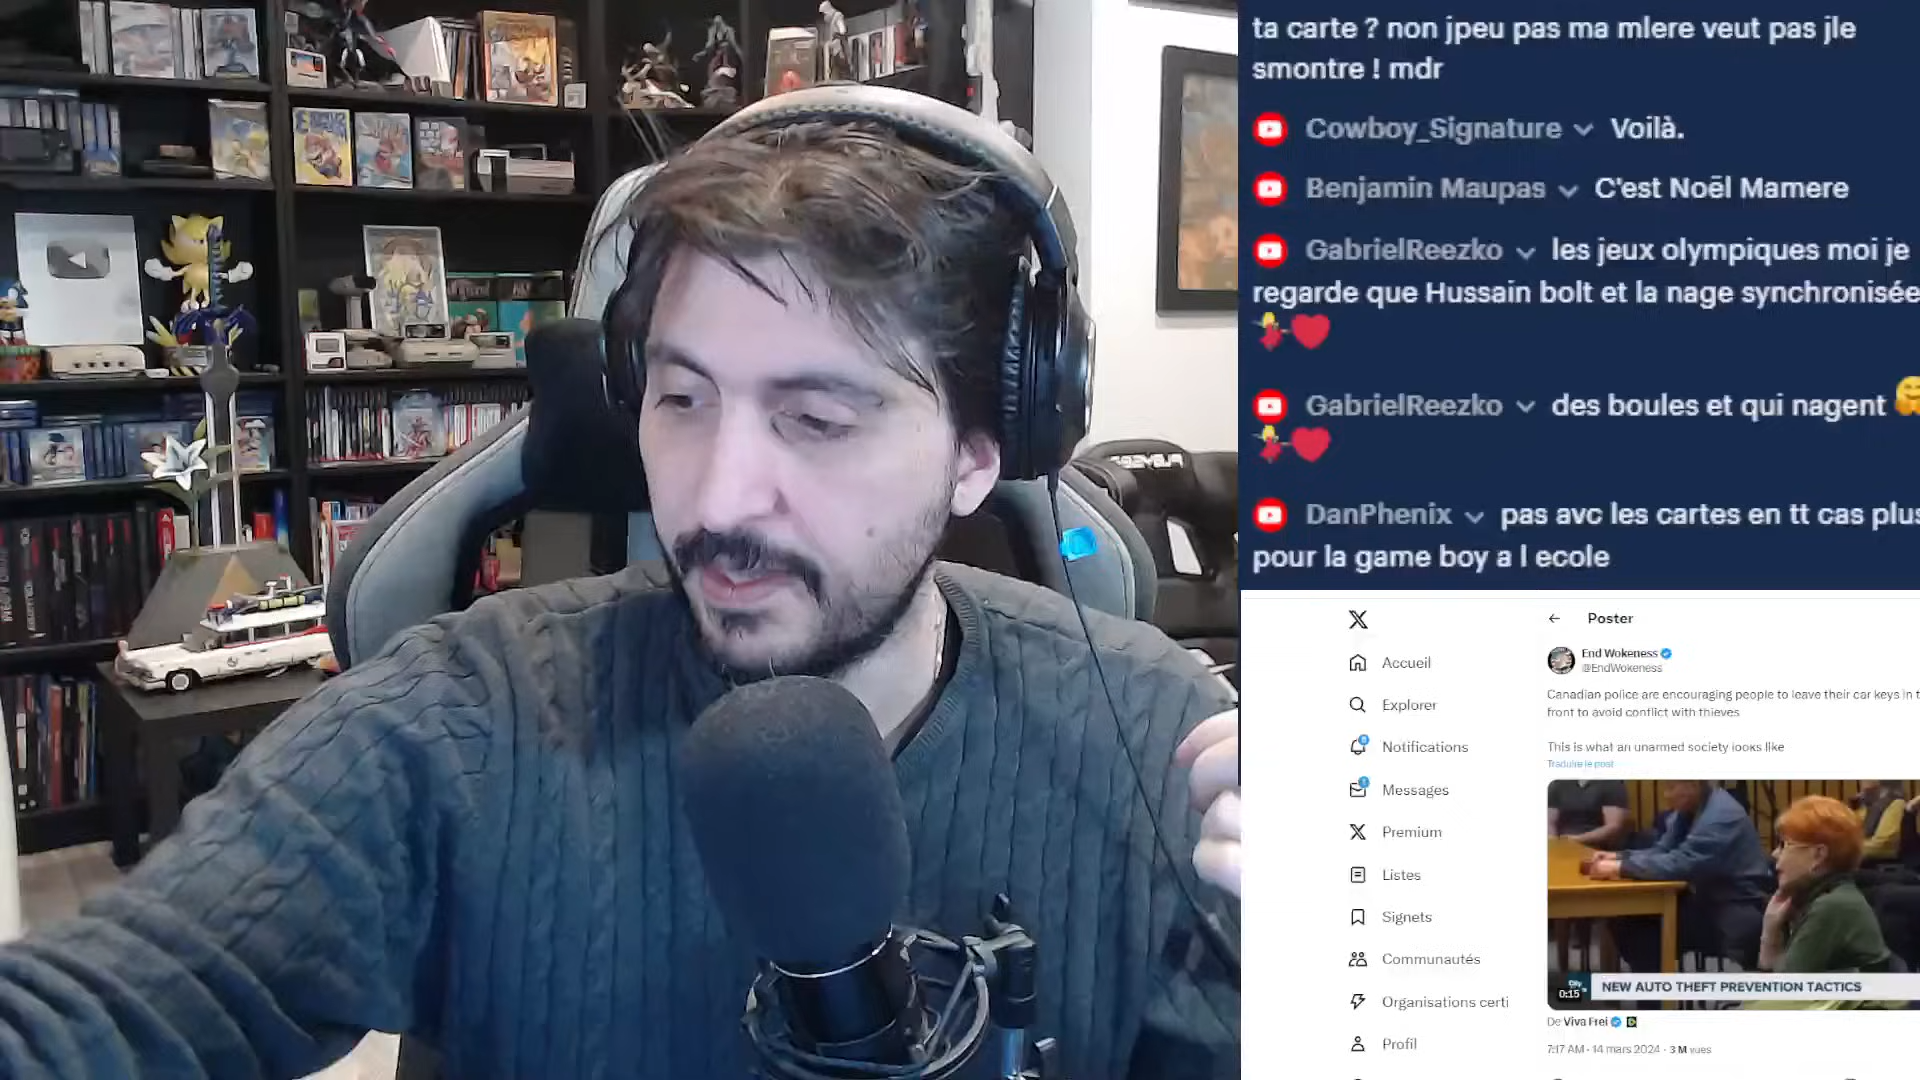 ta carte ? non jpeu pas ma mlere veut pas jle
smontre ! mdr
Cowboy_Signature Voilà.
Benjamin Maupas C'est Noël Mamere
GabrielReezko les jeux olympiques moi je
regarde que Hussain bolt et la nage synchronisée
GabrielReezko des boules et qui nagent
DanPhenix pas avc les cartes en tt cas plus
pour la game boy a l ecole
Poster
End Wokeness
@EndWokeness
Canadian police are encouraging people to leave their car keys in t
front to avoid conflict with thieves
This is what an unarmed society looks like
Traduire le post
NEW AUTO THEFT PREVENTION TACTICS
0:15
De Viva Frei
7:17 AM · 14 mars 2024 · 3 M vues
Accueil
Explorer
Notifications
Messages
Premium
Listes
Signets
Communautés
Organisations certi
Profil